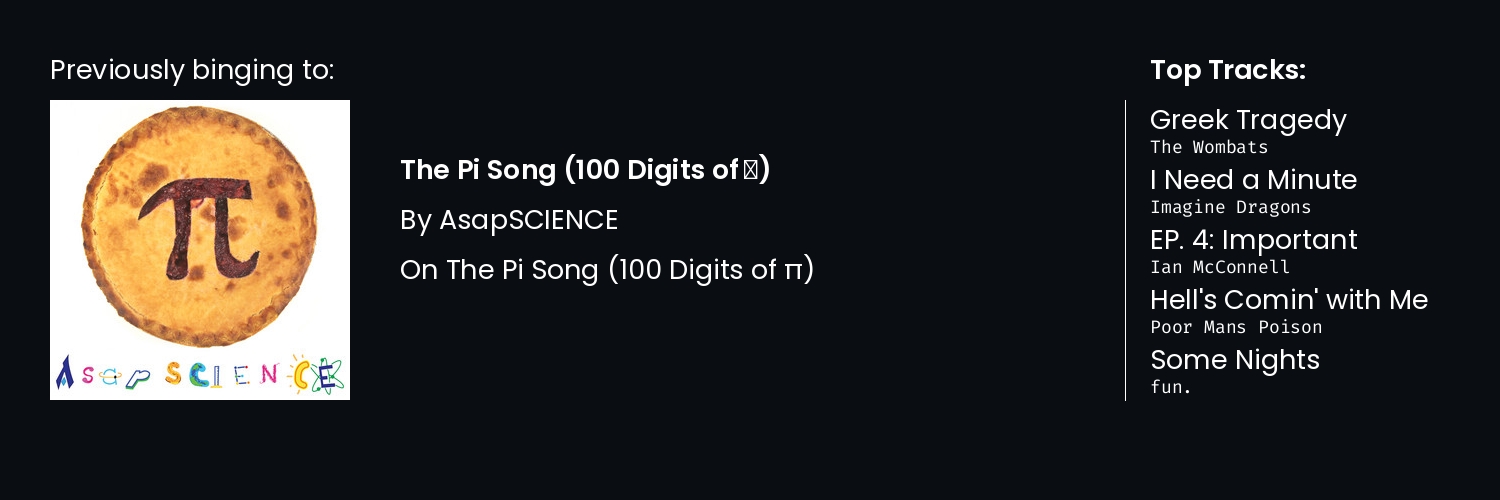 Previously binging to:
The Pi Song (100 Digits of )
By AsapSCIENCE
On The Pi Song (100 Digits of π)
π
Asap SCIENCE
Top Tracks:
Greek Tragedy
The Wombats
I Need a Minute
Imagine Dragons
EP. 4: Important
Ian McConnell
Hell's Comin' with Me
Poor Mans Poison
Some Nights
fun.